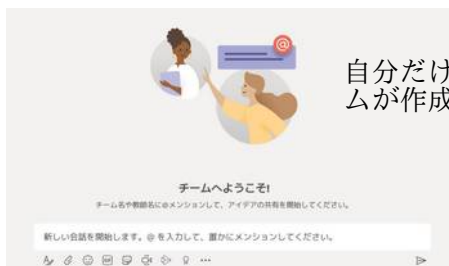 @
自分だけ
ムが作成
チームへようこそ!
チーム名や教師名に@メンションして、アイデアの共有を開始してください。
新しい会話を開始します。@ を入力して、誰かにメンションしてください。